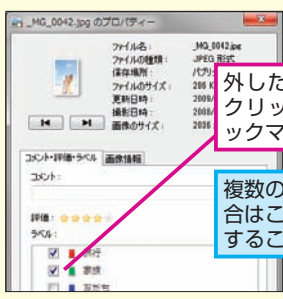 _MG_0042.jpg のプロパティー
ファイル名: _MG_0042.jpg
ファイルの種類: JPEG 形式
保存場所: パブリ
ファイルのサイズ: 286 K
更新日時: 2009/
撮影日時: 2008/
画像のサイズ: 2036
外した
クリッ
ックマ
コメント・評価・ラベル 画像情報
コメント:
複数の
合はこ
するこ
評価:
ラベル:
旅行
家族
友だち